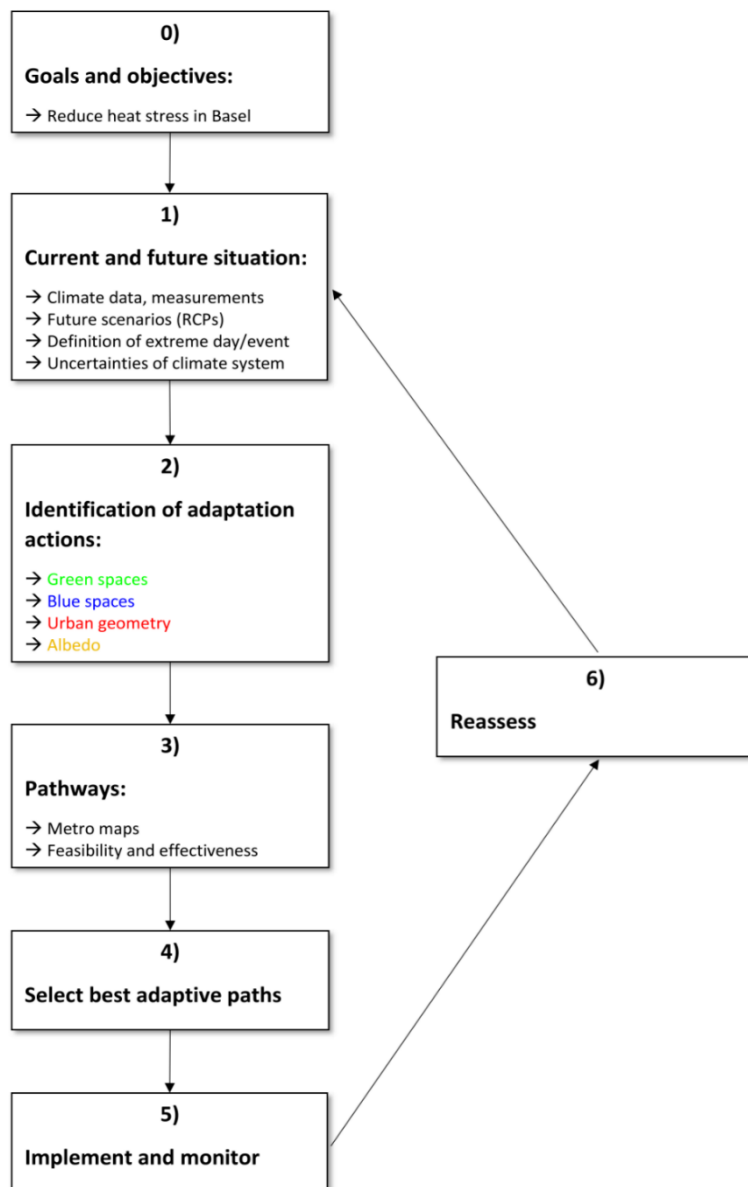 0)
Goals and objectives:
→ Reduce heat stress in Basel
1)
Current and future situation:
→ Climate data, measurements
→ Future scenarios (RCPs)
→ Definition of extreme day/event
→ Uncertainties of climate system
2)
Identification of adaptation
actions:
→ Green spaces
→ Blue spaces
→ Urban geometry
→ Albedo
3)
Pathways:
→ Metro maps
→ Feasibility and effectiveness
4)
Select best adaptive paths
5)
Implement and monitor
6)
Reassess